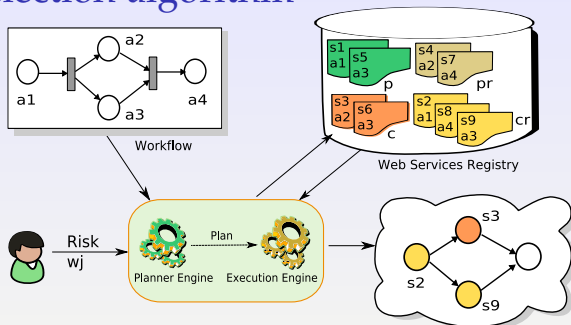 a1
a2
a3
a4
Workflow
s1
a1
s5
a3
p
s4
a2
s7
a4
pr
s3
a2
s6
a3
c
s2
a1
s8
a4
s9
a3
cr
Web Services Registry
Risk
wj
Planner Engine
Plan
Execution Engine
s3
s2
s9